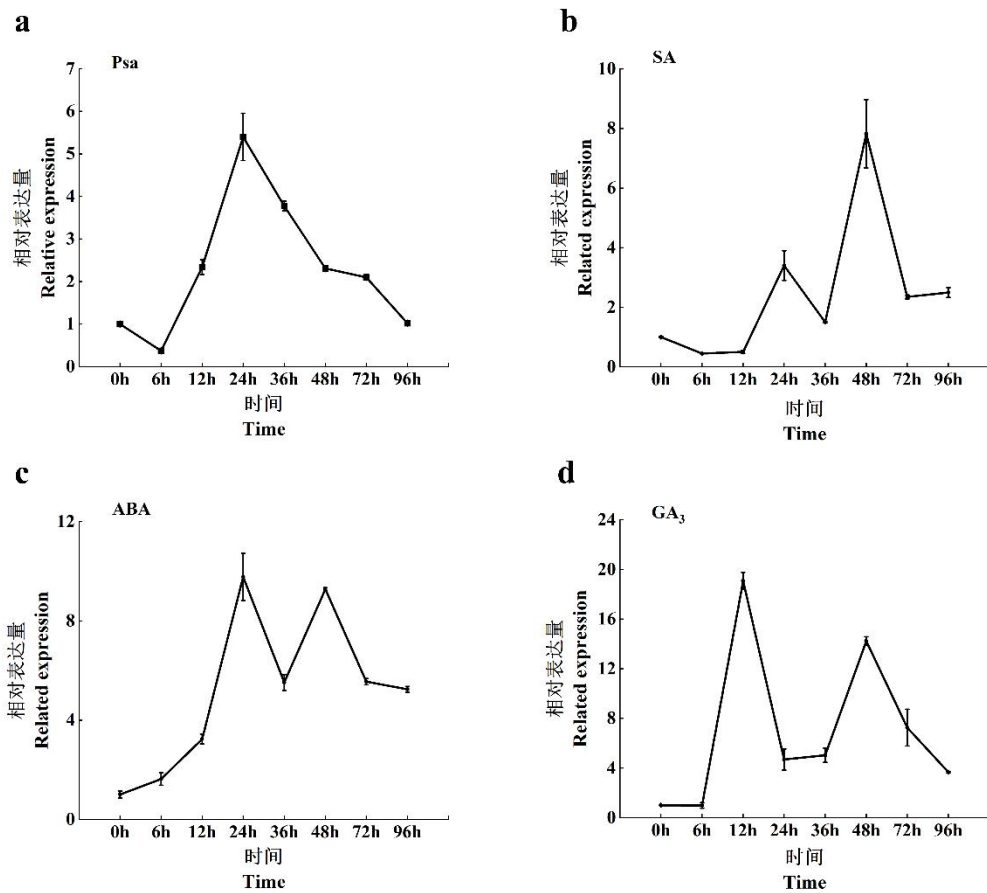 a
Psa
7
6
5
4
3
2
1
0
相对表达量
Relative expression
0h 6h 12h 24h 36h 48h 72h 96h
时间
Time
b
SA
10
8
6
4
2
0
相对表达量
Related expression
0h 6h 12h 24h 36h 48h 72h 96h
时间
Time
c
ABA
12
8
4
0
相对表达量
Related expression
0h 6h 12h 24h 36h 48h 72h 96h
时间
Time
d
GA₃
24
20
16
12
8
4
0
相对表达量
Related expression
0h 6h 12h 24h 36h 48h 72h 96h
时间
Time